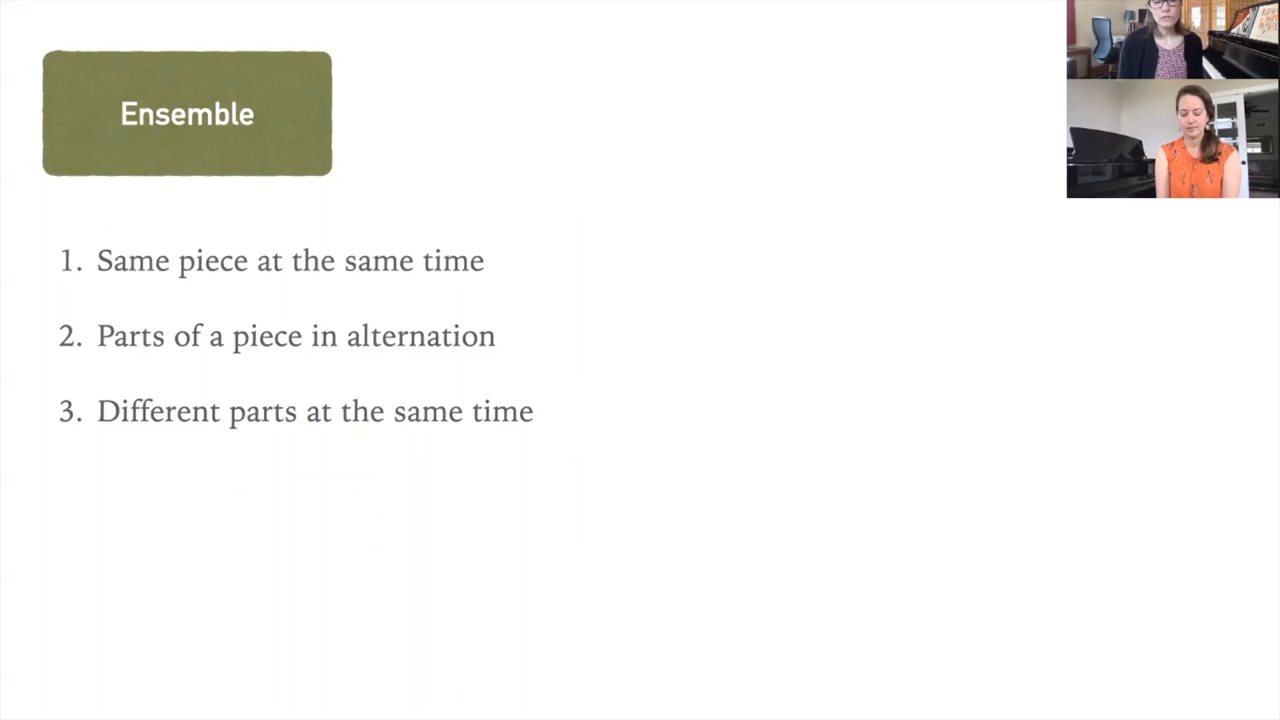 Ensemble
1. Same piece at the same time
2. Parts of a piece in alternation
3. Different parts at the same time